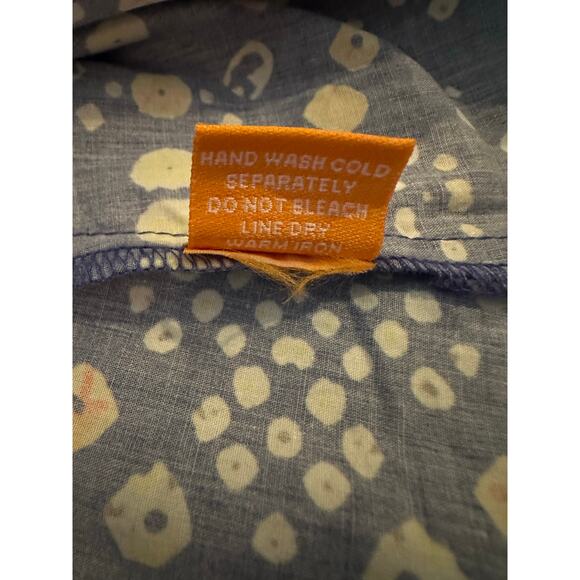 HAND WASH COLD
SEPARATELY
DO NOT BLEACH
LINE DRY
WARM IRON